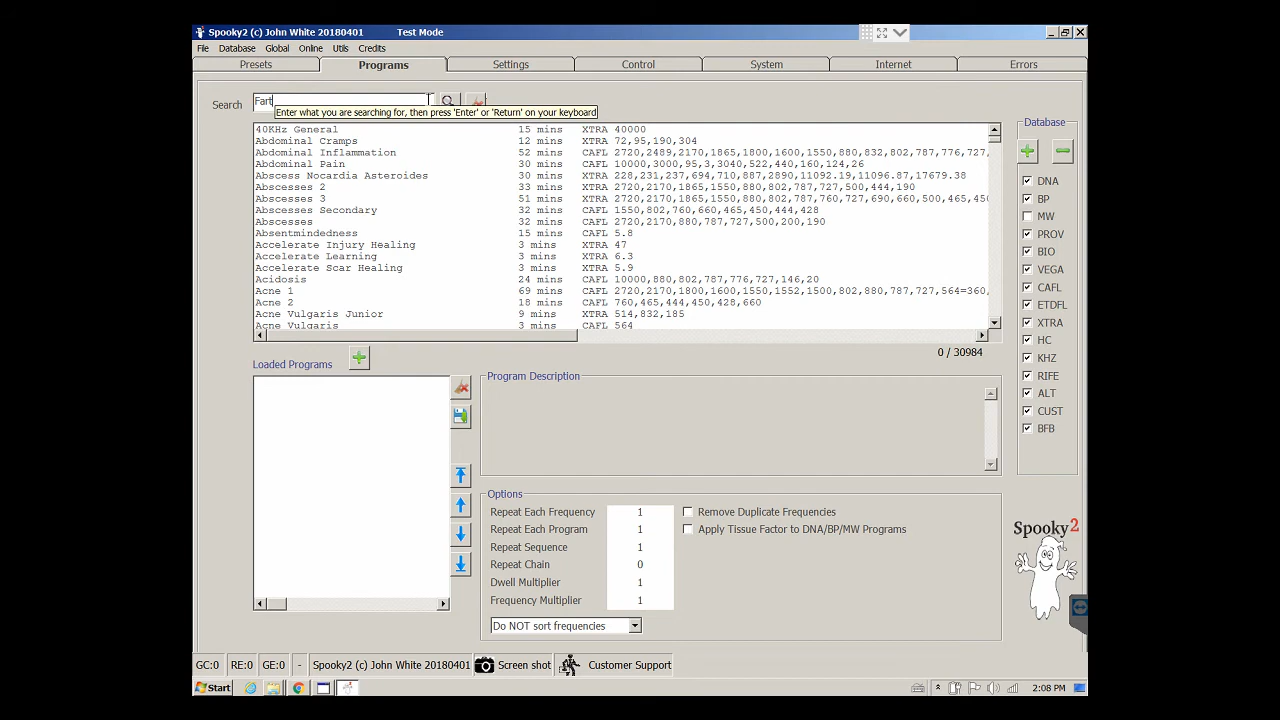 Spooky2 (c) John White 20180401 Test Mode
File Database Global Online Utils Credits
Presets Programs Settings Control System Internet Errors
Search Fart
Enter what you are searching for, then press 'Enter' or 'Return' on your keyboard
40KHz General 15 mins XTRA 40000
Abdominal Cramps 12 mins XTRA 72,95,190,304
Abdominal Inflammation 52 mins CAFL 2720,2489,2170,1865,1800,1600,1550,880,832,802,787,776,727,
Abdominal Pain 30 mins CAFL 10000,3000,95,3,3040,522,440,160,124,26
Abscess Nocardia Asteroides 30 mins XTRA 228,231,237,694,710,887,2890,11092.19,11096.87,17679.38
Abscesses 2 33 mins XTRA 2720,2170,1865,1550,880,802,787,727,500,444,190
Abscesses 3 51 mins XTRA 2720,2170,1865,1550,880,802,787,760,727,690,660,500,465,450
Abscesses Secondary 32 mins CAFL 1550,802,760,660,465,450,444,428
Abscesses 32 mins CAFL 2720,2170,880,787,727,500,200,190
Absentmindedness 15 mins CAFL 5.8
Accelerate Injury Healing 3 mins XTRA 47
Accelerate Learning 3 mins XTRA 6.3
Accelerate Scar Healing 3 mins XTRA 5.9
Acidosis 24 mins CAFL 10000,880,802,787,776,727,146,20
Acne 1 69 mins CAFL 2720,2170,1800,1600,1550,1552,1500,802,880,787,727,564=360,
Acne 2 18 mins CAFL 760,465,444,450,428,660
Acne Vulgaris Junior 9 mins XTRA 514,832,185
Acne Vulgaris 3 mins CAFL 564
0 / 30984
Database
DNA
BP
MW
PROV
BIO
VEGA
CAFL
ETDFL
XTRA
HC
KHZ
RIFE
ALT
CUST
BFB
Loaded Programs
Program Description
Options
Repeat Each Frequency 1 Remove Duplicate Frequencies
Repeat Each Program 1 Apply Tissue Factor to DNA/BP/MW Programs
Repeat Sequence 1
Repeat Chain 0
Dwell Multiplier 1
Frequency Multiplier 1
Do NOT sort frequencies
Spooky2
GC:0 RE:0 GE:0 - Spooky2 (c) John White 20180401 Screen shot Customer Support
Start 2:08 PM